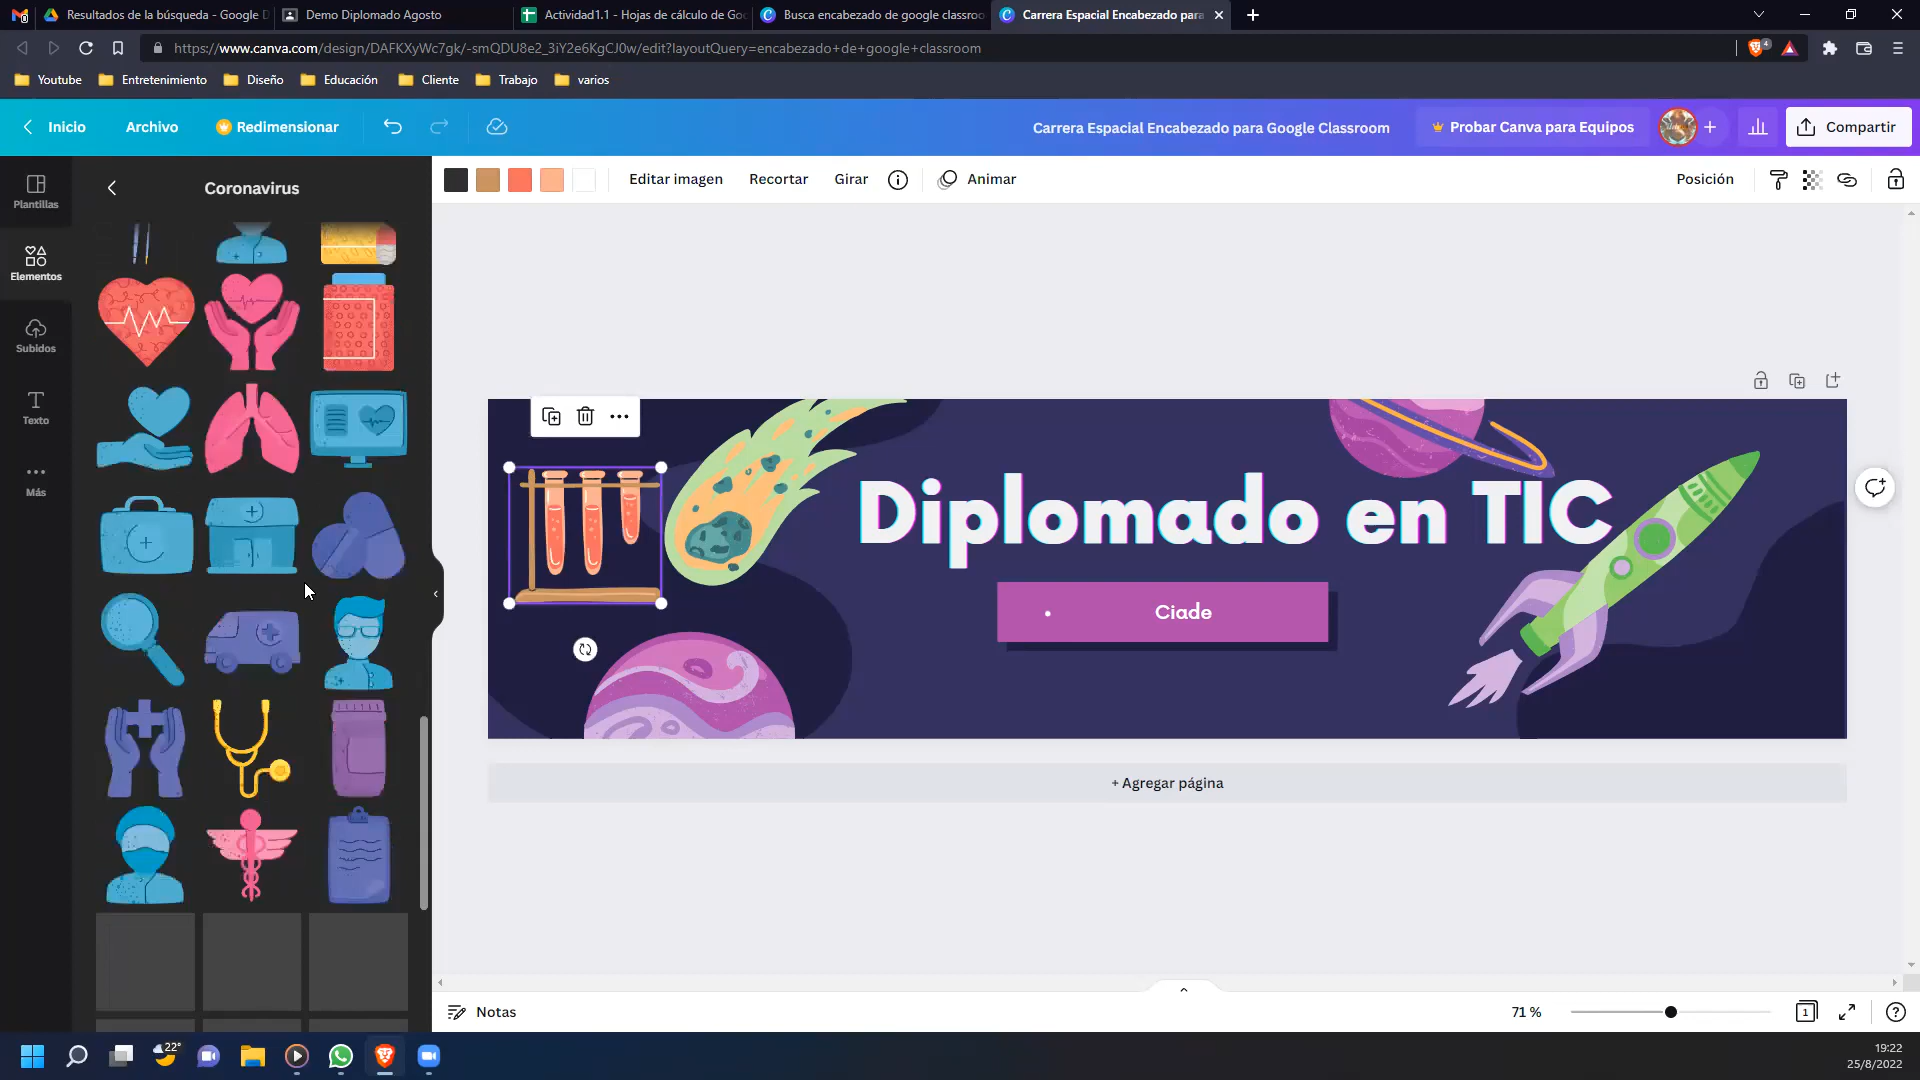 Resultados de la búsqueda - Google D
Demo Diplomado Agosto
Actividad1.1 - Hojas de cálculo de Goo
Busca encabezado de google classroo
Carrera Espacial Encabezado para
https://www.canva.com/design/DAFKXyWc7gk/-smQDU8e2_3iY2e6KgCJ0w/edit?layoutQuery=encabezado+de+google+classroom
4
Youtube
Entretenimiento
Diseño
Educación
Cliente
Trabajo
varios
Inicio
Archivo
Redimensionar
Carrera Espacial Encabezado para Google Classroom
Probar Canva para Equipos
Compartir
Plantillas
Elementos
Subidos
Texto
Más
Coronavirus
Editar imagen
Recortar
Girar
Animar
Posición
Diplomado en TIC
• Ciade
+ Agregar página
Notas
71 %
1
22°
19:22
25/8/2022